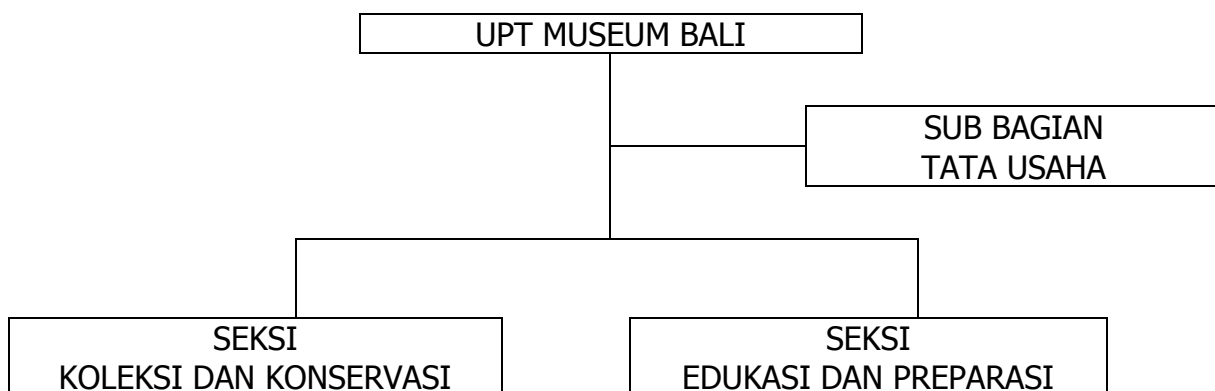 UPT MUSEUM BALI
SUB BAGIAN
TATA USAHA
SEKSI
KOLEKSI DAN KONSERVASI
SEKSI
EDUKASI DAN PREPARASI